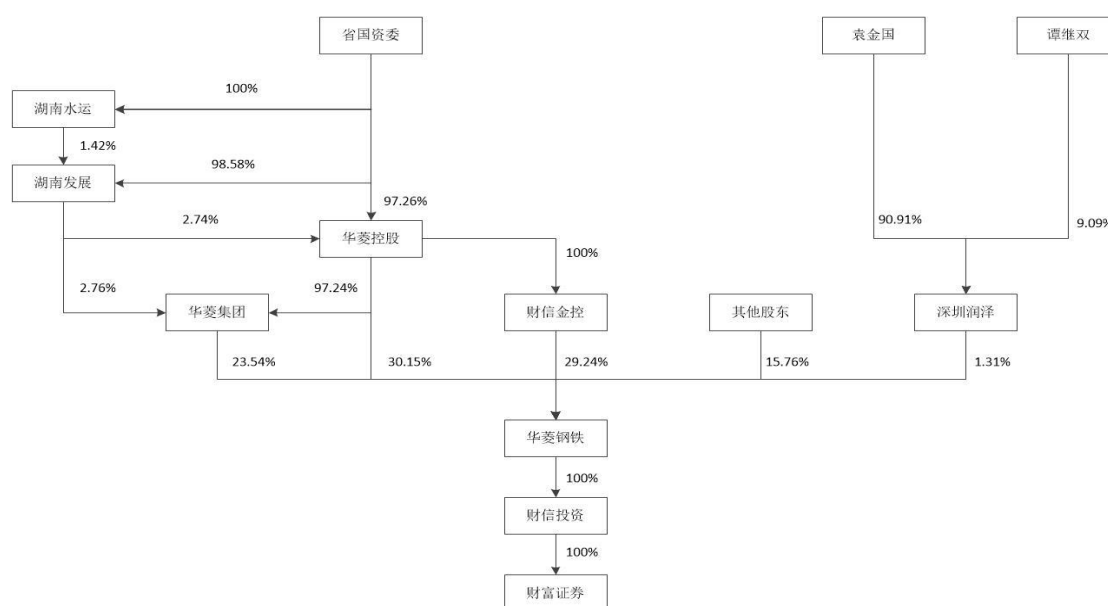 省国资委
袁金国
谭继双
100%
湖南水运
1.42%
98.58%
湖南发展
97.26%
2.74%
华菱控股
90.91%
9.09%
100%
2.76%
97.24%
华菱集团
财信金控
其他股东
深圳润泽
23.54%
30.15%
29.24%
15.76%
1.31%
华菱钢铁
100%
财信投资
100%
财富证券